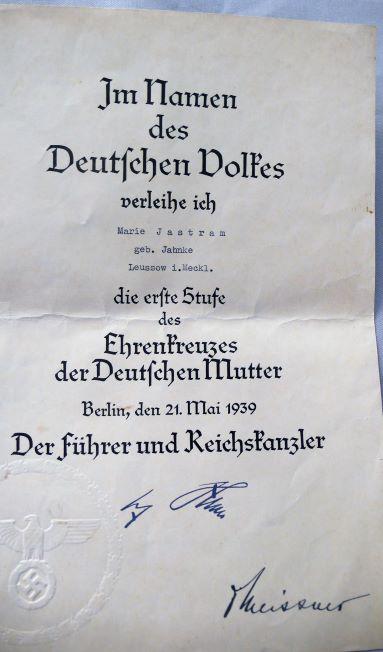 Im Namen
des
Deutschen Volkes
verleihe ich
Marie Jastram
geb. Jahnke
Leussow i.Meckl.
die erste Stufe
des
Ehrenkreuzes
der Deutschen Mutter
Berlin, den 21. Mai 1939
Der Führer und Reichskanzler
Meissner